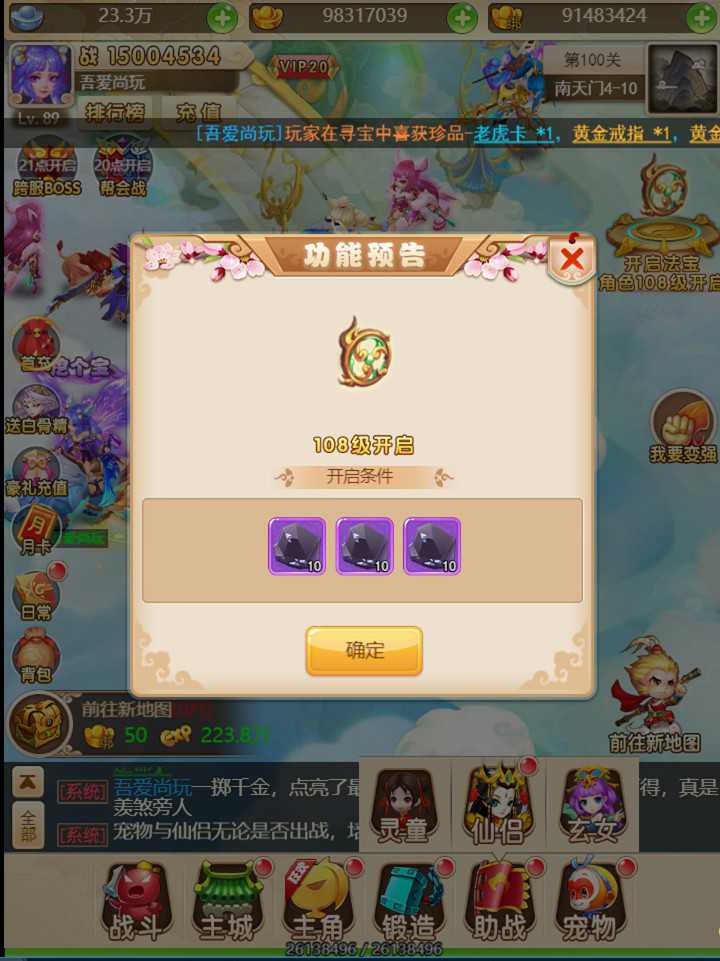 23.3万
98317039
91483424
战 15004534
VIP20
第100关
吾爱尚玩
南天门4-10
Lv. 89
排行榜
充值
[吾爱尚玩]玩家在寻宝中喜获珍品-老虎卡 *1, 黄金戒指 *1, 黄金
21点开启
20点开启
跨服BOSS
帮会战
开启法宝
角色108级开启
功能预告
首充
送白骨精
豪礼充值
月卡
日常
背包
我要变强
108级开启
开启条件
10
10
10
确定
前往新地图
50
EXP
223.8万
前往新地图
[系统]吾爱尚玩一掷千金，点亮了最
得，真是
羡煞旁人
全部
[系统]宠物与仙侣无论是否出战，
灵童
仙侣
玄女
战斗
主城
狂欢
主角
锻造
助战
宠物
26138496 / 26138496